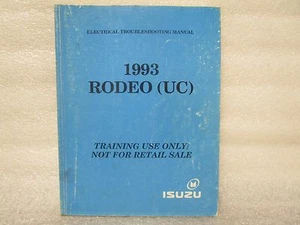 ELECTRICAL TROUBLESHOOTING MANUAL
1993
RODEO (UC)
TRAINING USE ONLY
NOT FOR RETAIL SALE
ISUZU